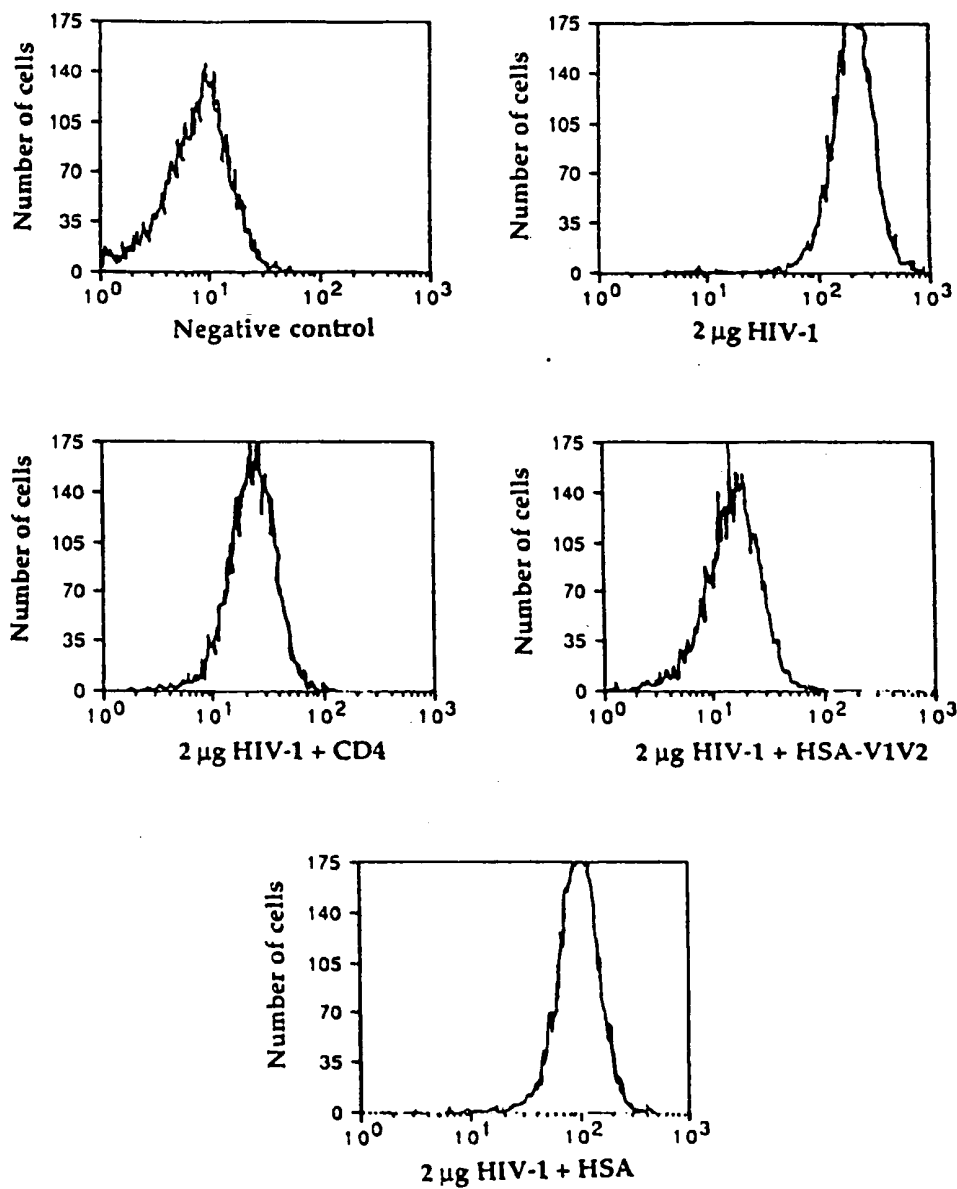 Number of cells
175
140
105
70
35
0
10⁰ 10¹ 10² 10³
Negative control
Number of cells
175
140
105
70
35
0
10⁰ 10¹ 10² 10³
2 µg HIV-1
Number of cells
175
140
105
70
35
0
10⁰ 10¹ 10² 10³
2 µg HIV-1 + CD4
Number of cells
175
140
105
70
35
0
10⁰ 10¹ 10² 10³
2 µg HIV-1 + HSA-V1V2
Number of cells
175
140
105
70
35
0
10⁰ 10¹ 10² 10³
2 µg HIV-1 + HSA